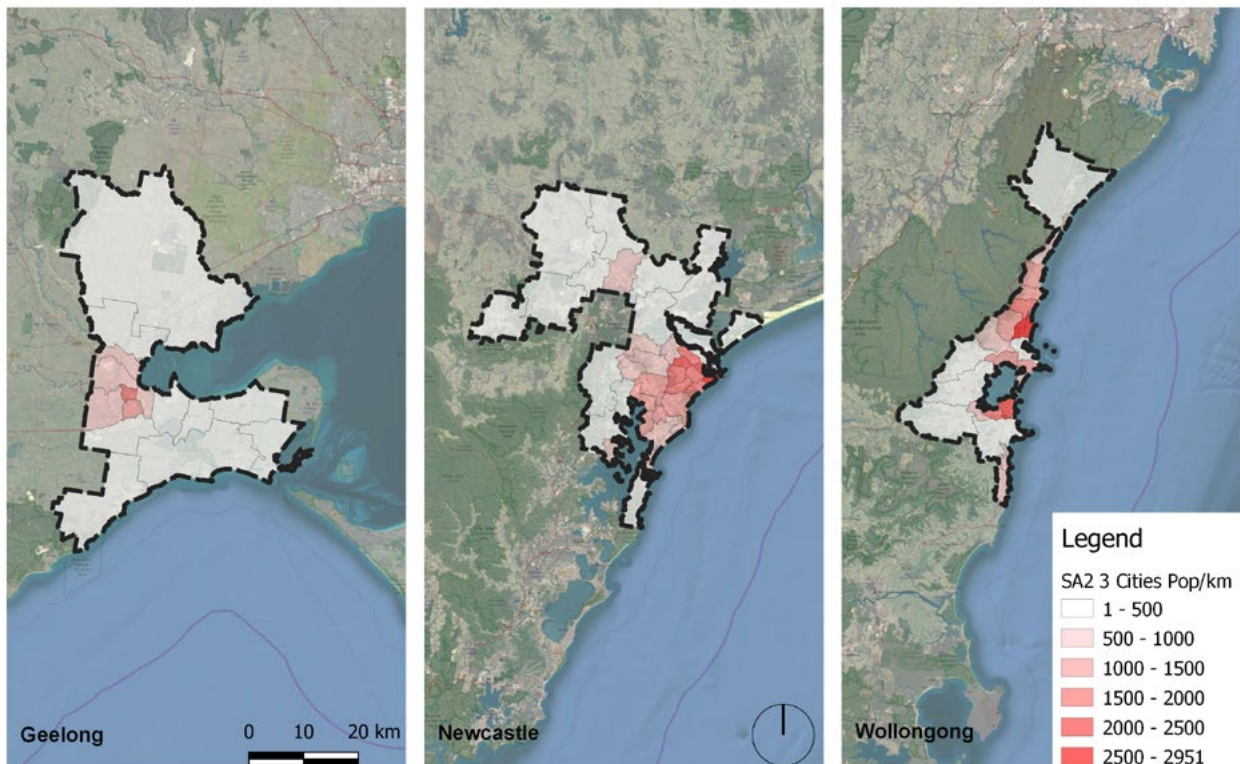 Geelong
0 10 20 km
Newcastle
Wollongong
Legend
SA2 3 Cities Pop/km
1 - 500
500 - 1000
1000 - 1500
1500 - 2000
2000 - 2500
2500 - 2951